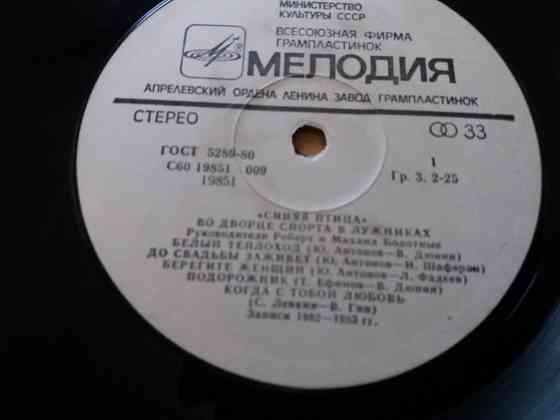 МИНИСТЕРСТВО
КУЛЬТУРЫ СССР
ВСЕСОЮЗНАЯ ФИРМА
ГРАМПЛАСТИНОК
МЕЛОДИЯ
АПРЕЛЕВСКИЙ ОРДЕНА ЛЕНИНА ЗАВОД ГРАМПЛАСТИНОК
СТЕРЕО
33
ГОСТ 5289-80
1
С60 19851 009
Гр. 3. 2-25
19851
«СИНЯЯ ПТИЦА»
ВО ДВОРЦЕ СПОРТА В ЛУЖНИКАХ
Руководители Роберт и Михаил Болотные
БЕЛЫЙ ТЕПЛОХОД (Ю. Антонов—В. Дюнин)
ДО СВАДЬБЫ ЗАЖИВЕТ (Ю. Антонов—И. Шаферан)
БЕРЕГИТЕ ЖЕНЩИН (Ю. Антонов—Л. Фадеев)
ПОДОРОЖНИК (Т. Ефимов—В. Дюнин)
КОГДА С ТОБОЙ ЛЮБОВЬ
(С. Левкин—В. Гин)
Записи 1982—1983 гг.